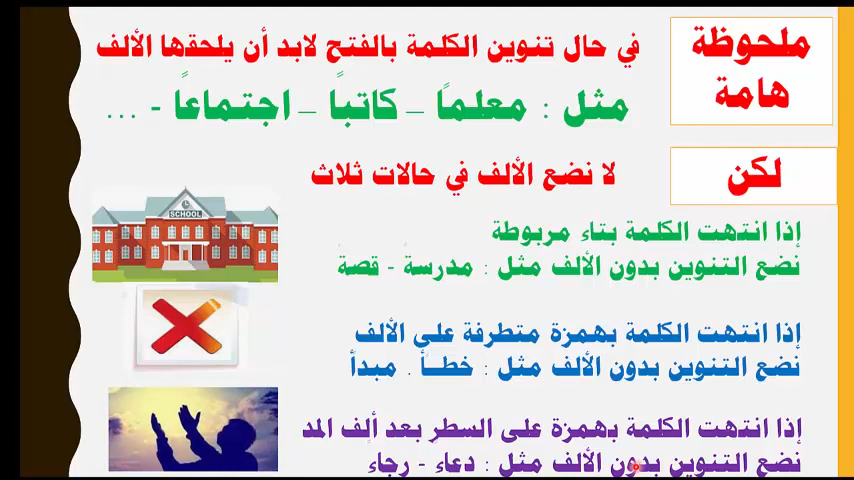 ملحوظة
هامة
في حال تنوين الكلمة بالفتح لابد أن يلحقها الألف
مثل : معلماً – كاتباً – اجتماعاً - ...
لكن
لا نضع الألف في حالات ثلاث
إذا انتهت الكلمة بتاء مربوطة
نضع التنوين بدون الألف مثل : مدرسةً - قصةً
SCHOOL
إذا انتهت الكلمة بهمزة متطرفة على الألف
نضع التنوين بدون الألف مثل : خطـأ . مبدأ
إذا انتهت الكلمة بهمزة على السطر بعد ألف المد
نضع التنوين بدون الألف مثل : دعاء - رجاء